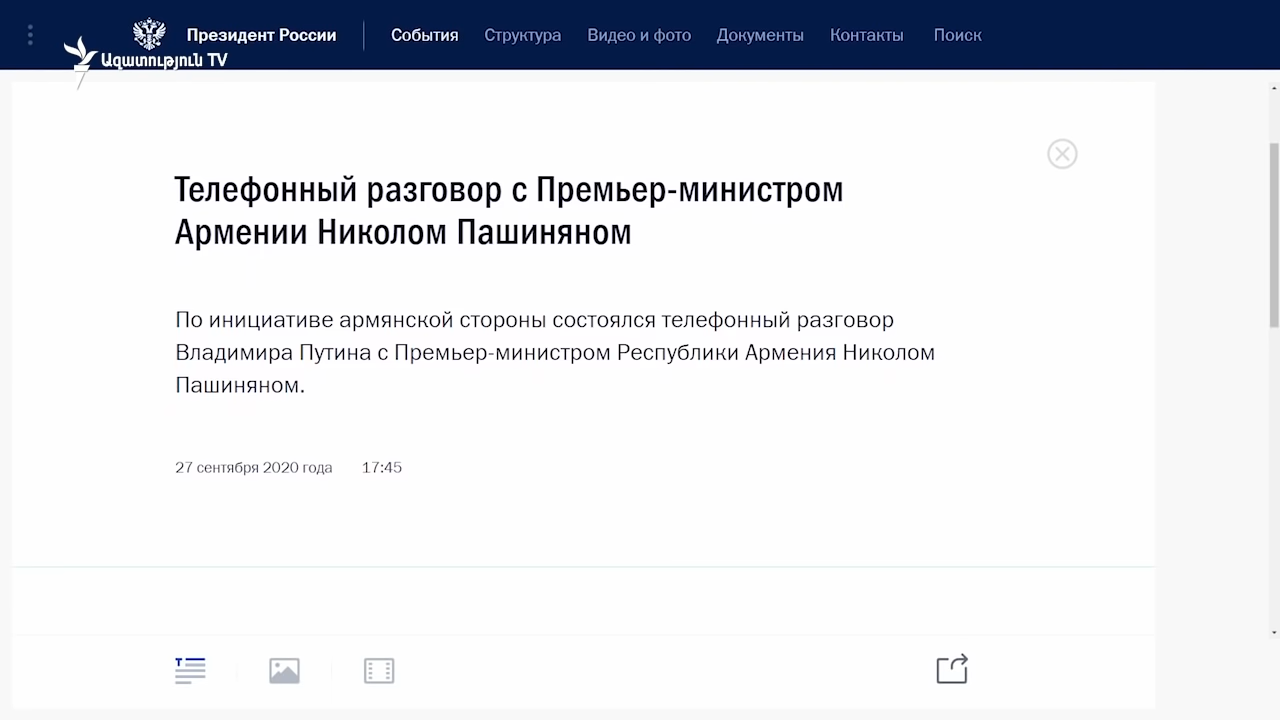 Президент России
События
Структура
Видео и фото
Документы
Контакты
Поиск
Ազատություն TV
Телефонный разговор с Премьер-министром
Армении Николом Пашиняном
По инициативе армянской стороны состоялся телефонный разговор
Владимира Путина с Премьер-министром Республики Армения Николом
Пашиняном.
27 сентября 2020 года 17:45